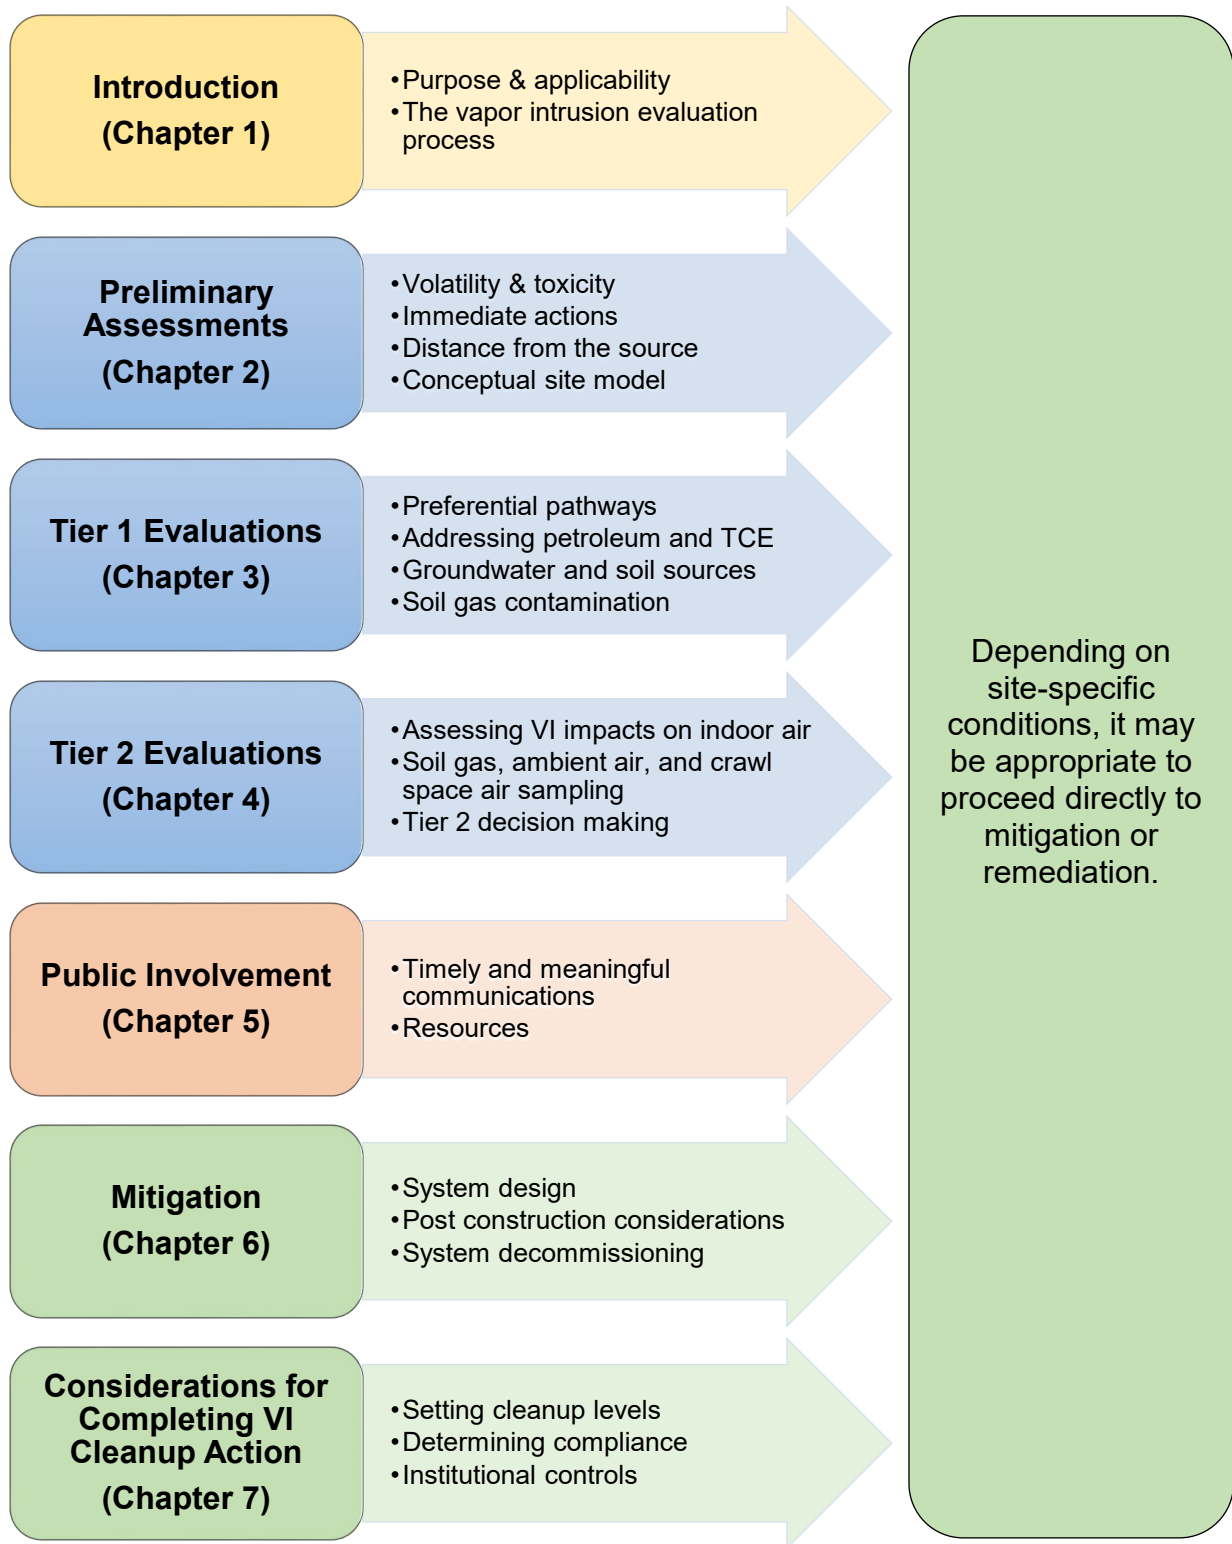 Introduction
(Chapter 1)
•Purpose & applicability
•The vapor intrusion evaluation
process
Preliminary
Assessments
(Chapter 2)
•Volatility & toxicity
•Immediate actions
•Distance from the source
•Conceptual site model
Tier 1 Evaluations
(Chapter 3)
•Preferential pathways
•Addressing petroleum and TCE
•Groundwater and soil sources
•Soil gas contamination
Tier 2 Evaluations
(Chapter 4)
•Assessing VI impacts on indoor air
•Soil gas, ambient air, and crawl
space air sampling
•Tier 2 decision making
Public Involvement
(Chapter 5)
•Timely and meaningful
communications
•Resources
Mitigation
(Chapter 6)
•System design
•Post construction considerations
•System decommissioning
Considerations for
Completing VI
Cleanup Action
(Chapter 7)
•Setting cleanup levels
•Determining compliance
•Institutional controls
Depending on
site-specific
conditions, it may
be appropriate to
proceed directly to
mitigation or
remediation.